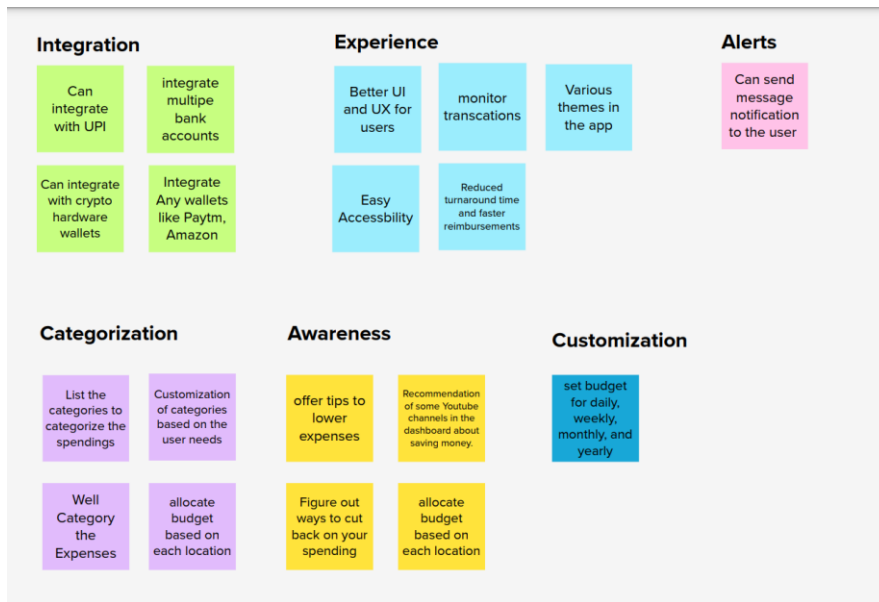 Integration
Can
integrate
with UPI
integrate
multipe
bank
accounts
Can integrate
with crypto
hardware
wallets
Integrate
Any wallets
like Paytm,
Amazon
Experience
Better UI
and UX for
users
monitor
transcations
Various
themes in
the app
Easy
Accessbility
Reduced
turnaround time
and faster
reimbursements
Alerts
Can send
message
notification
to the user
Categorization
List the
categories to
categorize the
spendings
Customization
of categories
based on the
user needs
Well
Category
the
Expenses
allocate
budget
based on
each location
Awareness
offer tips to
lower
expenses
Recommendation
of some Youtube
channels in the
dashboard about
saving money.
Figure out
ways to cut
back on your
spending
allocate
budget
based on
each location
Customization
set budget
for daily,
weekly,
monthly, and
yearly